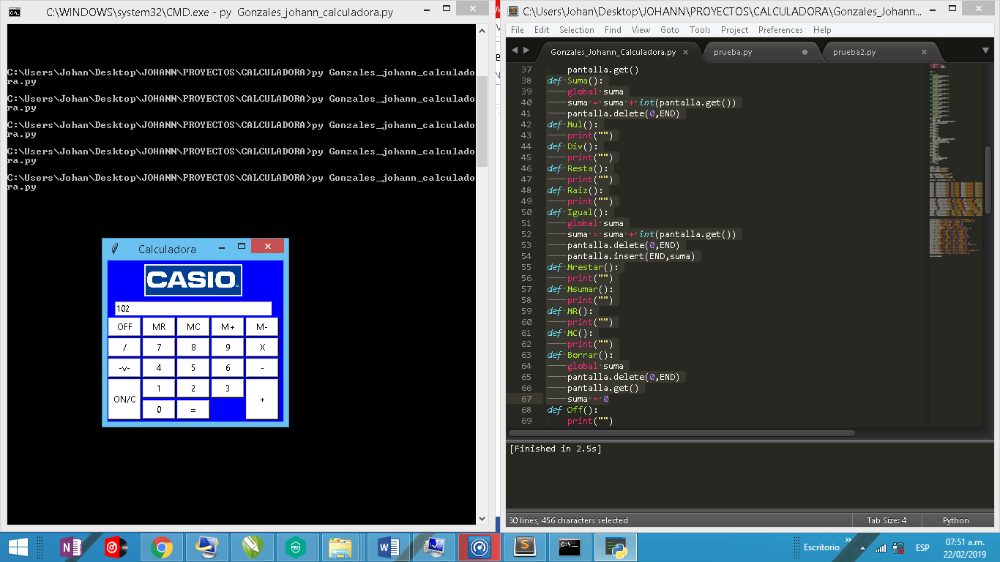 C:\WINDOWS\system32\CMD.exe - py Gonzales_johann_calculadora.py
C:\Users\Johan\Desktop\JOHANN\PROYECTOS\CALCULADORA>py Gonzales_johann_calculado
ra.py
C:\Users\Johan\Desktop\JOHANN\PROYECTOS\CALCULADORA>py Gonzales_johann_calculado
ra.py
C:\Users\Johan\Desktop\JOHANN\PROYECTOS\CALCULADORA>py Gonzales_johann_calculado
ra.py
C:\Users\Johan\Desktop\JOHANN\PROYECTOS\CALCULADORA>py Gonzales_johann_calculado
ra.py
C:\Users\Johan\Desktop\JOHANN\PROYECTOS\CALCULADORA>py Gonzales_johann_calculado
ra.py
Calculadora
CASIO
102
OFF MR MC M+ M-
/ 7 8 9 X
-v- 4 5 6 -
ON/C 1 2 3 +
0 =
C:\Users\Johan\Desktop\JOHANN\PROYECTOS\CALCULADORA\Gonzales_Johann...
File Edit Selection Find View Goto Tools Project Preferences Help
Gonzales_Johann_Calculadora.py prueba.py prueba2.py
37 pantalla.get()
38 def Suma():
39 global suma
40 suma = suma + int(pantalla.get())
41 pantalla.delete(0,END)
42 def Mul():
43 print("")
44 def Div():
45 print("")
46 def Resta():
47 print("")
48 def Raiz():
49 print("")
50 def Igual():
51 global suma
52 suma = suma + int(pantalla.get())
53 pantalla.delete(0,END)
54 pantalla.insert(END,suma)
55 def Mrestar():
56 print("")
57 def Msumar():
58 print("")
59 def MR():
60 print("")
61 def MC():
62 print("")
63 def Borrar():
64 global suma
65 pantalla.delete(0,END)
66 pantalla.get()
67 suma = 0
68 def Off():
69 print("")
[Finished in 2.5s]
30 lines, 456 characters selected Tab Size: 4 Python
FREE
Escritorio ESP 07:51 a.m.
22/02/2019